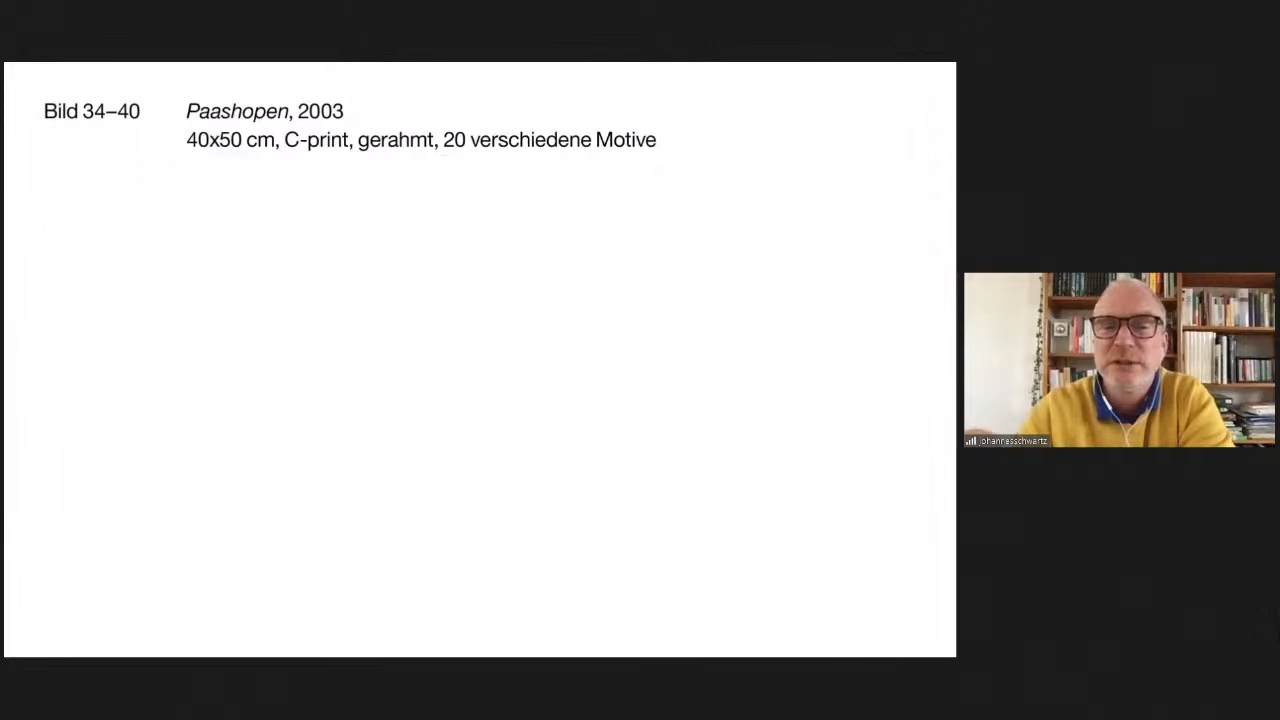 Bild 34–40 Paashopen, 2003
40x50 cm, C-print, gerahmt, 20 verschiedene Motive
johannesschwartz